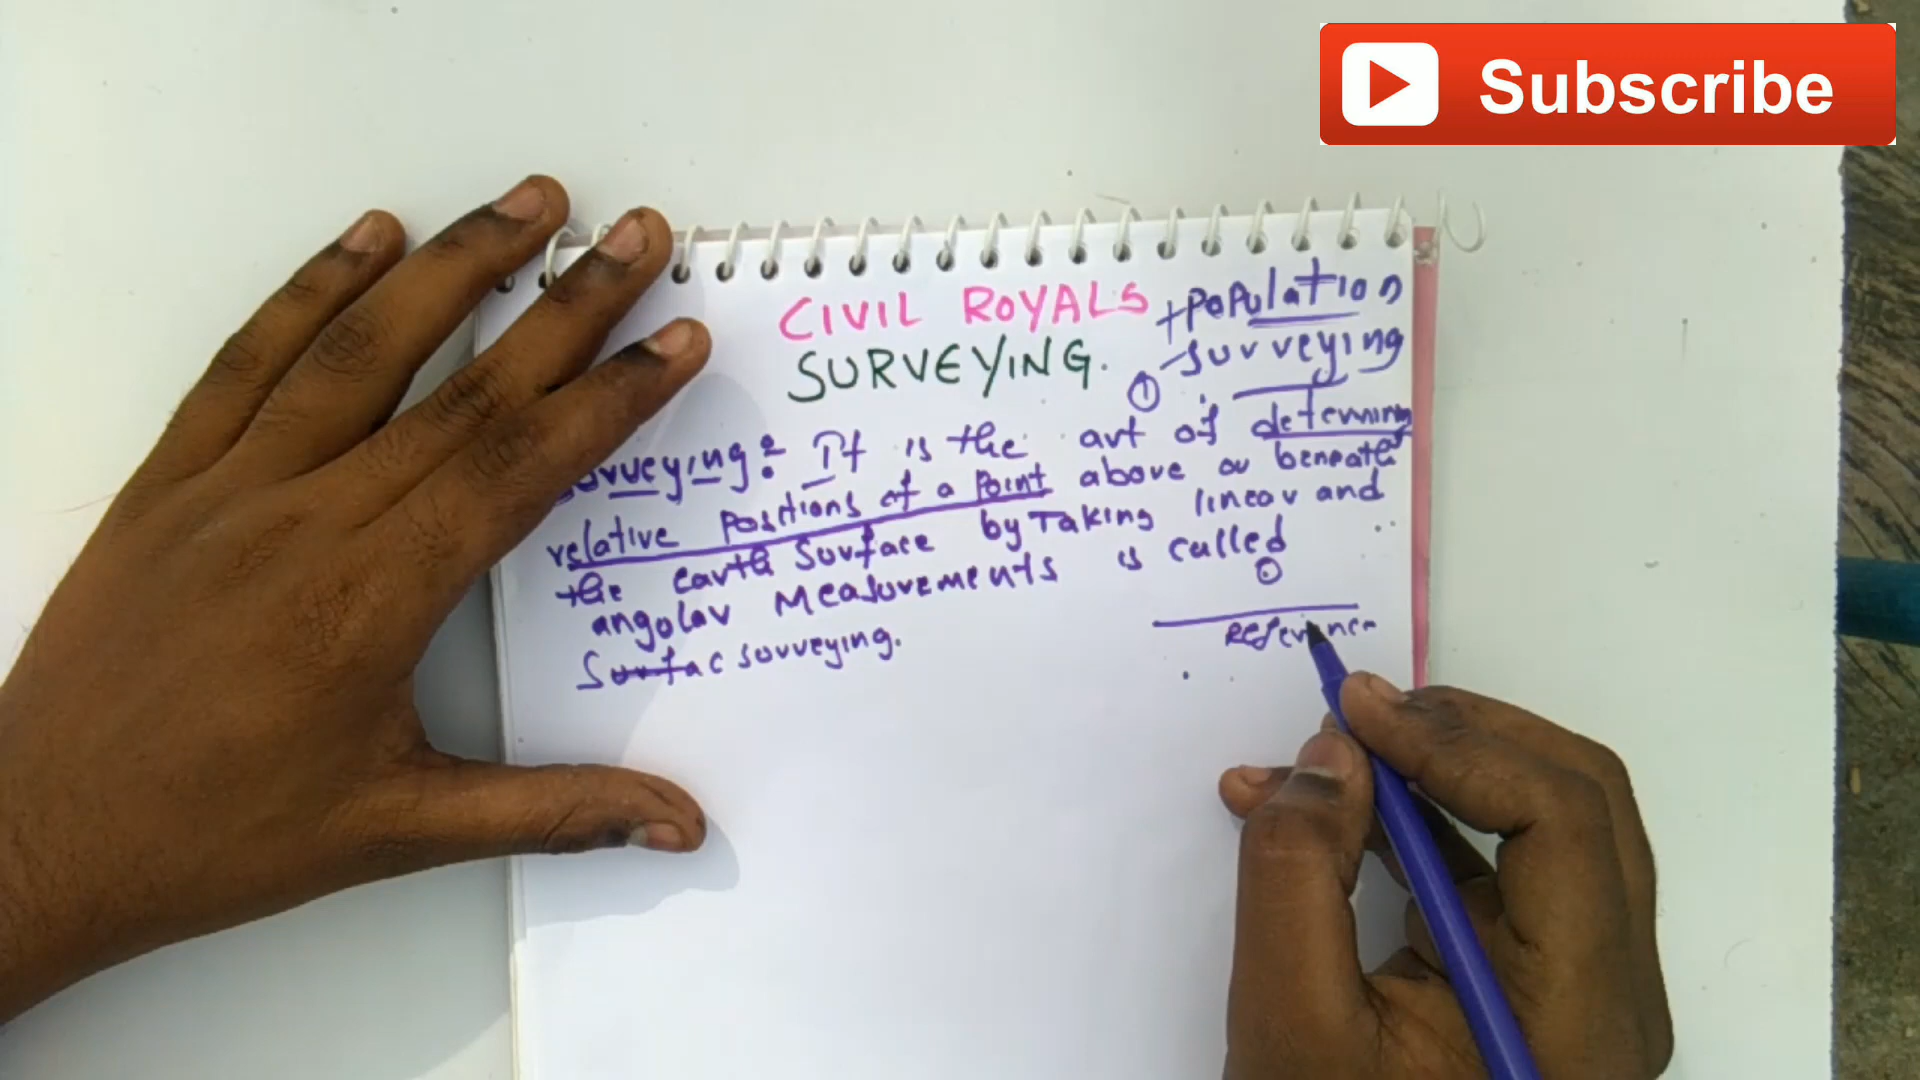 Subscribe
CIVIL ROYALS
+ population
SURVEYING.
- surveying
①
Surveying: It is the art of determining
relative positions of a point above or beneath
the earth surface by Taking linear and
angular Measurements is called
Surfac surveying.
Reference